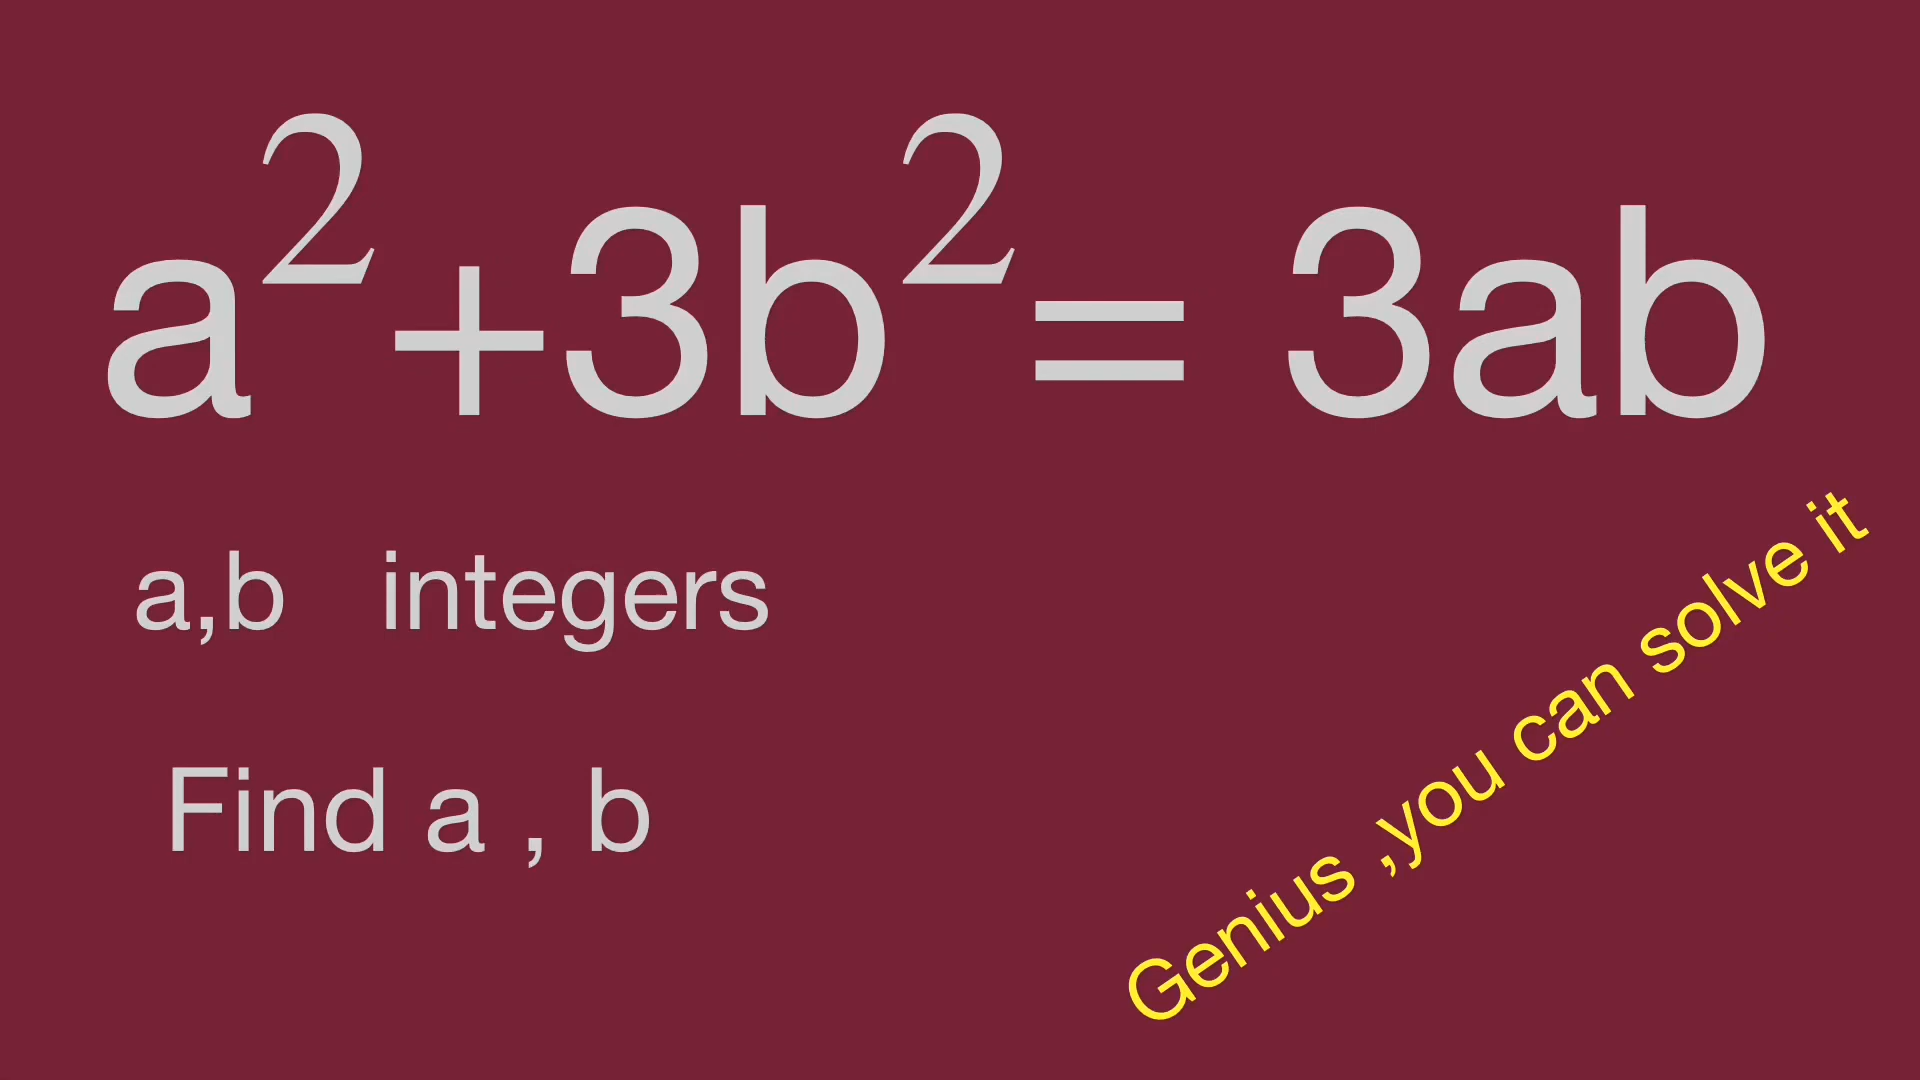 a²+3b²= 3ab
a,b integers
Find a , b
Genius ,you can solve it